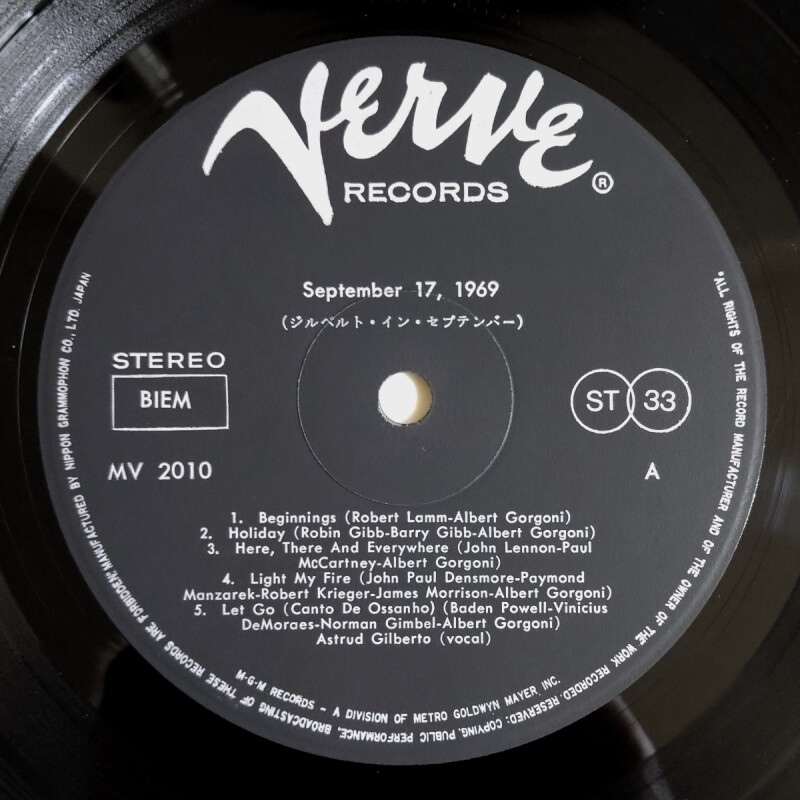 Verve
RECORDS ®
September 17, 1969
(ジルベルト・イン・セプテンバー)
STEREO
BIEM
ST 33
MV 2010
A
1. Beginnings (Robert Lamm-Albert Gorgoni)
2. Holiday (Robin Gibb-Barry Gibb-Albert Gorgoni)
3. Here, There And Everywhere (John Lennon-Paul
McCartney-Albert Gorgoni)
4. Light My Fire (John Paul Densmore-Paymond
Manzarek-Robert Krieger-James Morrison-Albert Gorgoni)
5. Let Go (Canto De Ossanho) (Baden Powell-Vinicius
DeMoraes-Norman Gimbel-Albert Gorgoni)
Astrud Gilberto (vocal)
M-G-M RECORDS – A DIVISION OF METRO GOLDWYN MAYER INC.
"ALL RIGHTS OF THE RECORD MANUFACTURER AND OF THE OWNER OF THE WORK RECORDED. RESERVED: COPYING, PUBLIC PERFORMANCE, BROADCASTING OF THESE RECORDS ARE FORBIDDEN." MANUFACTURED BY NIPPON GRAMMOPHON CO., LTD. JAPAN